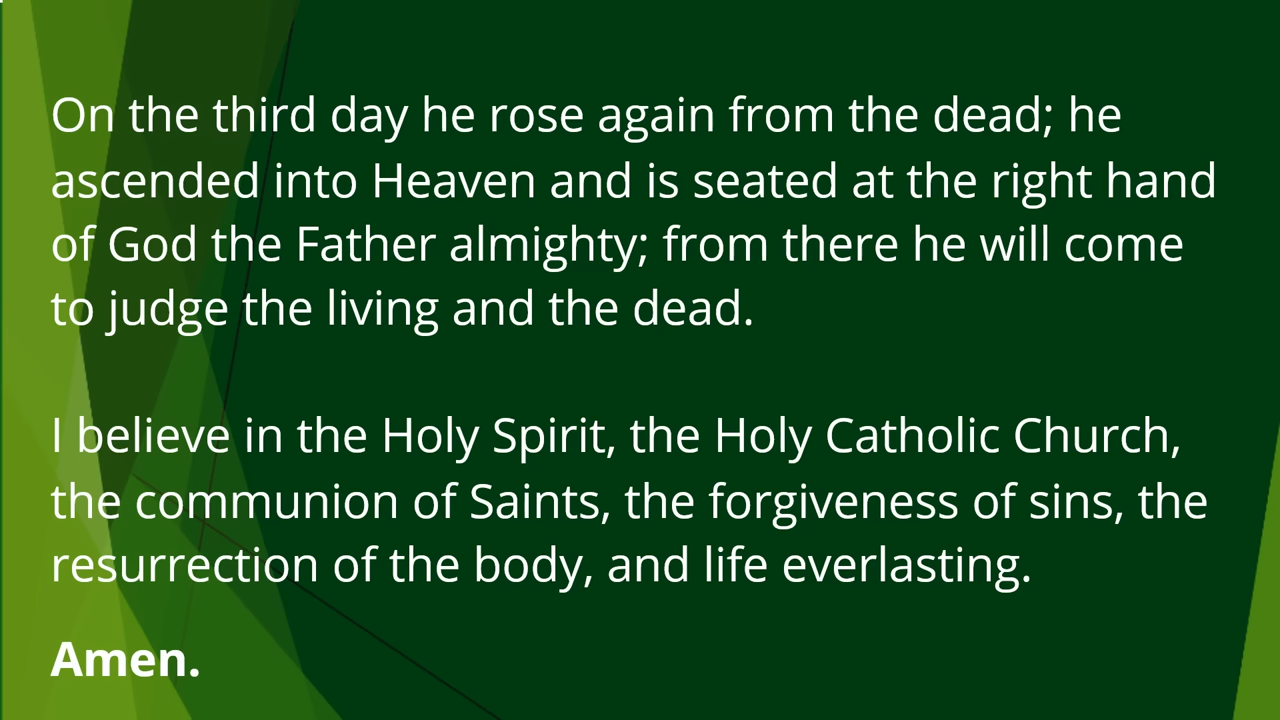 On the third day he rose again from the dead; he
ascended into Heaven and is seated at the right hand
of God the Father almighty; from there he will come
to judge the living and the dead.
I believe in the Holy Spirit, the Holy Catholic Church,
the communion of Saints, the forgiveness of sins, the
resurrection of the body, and life everlasting.
Amen.